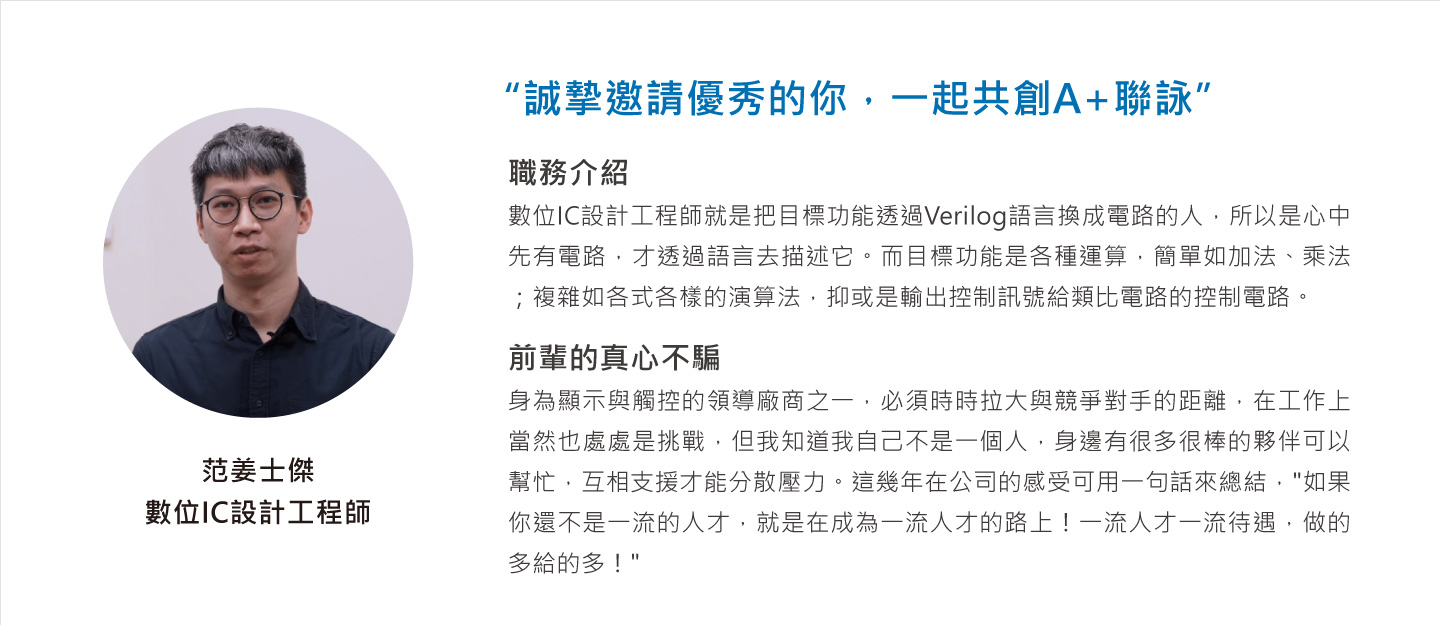 “誠摯邀請優秀的你，一起共創A+聯詠”
職務介紹
數位IC設計工程師就是把目標功能透過Verilog語言換成電路的人，所以是心中
先有電路，才透過語言去描述它。而目標功能是各種運算，簡單如加法、乘法
；複雜如各式各樣的演算法，抑或是輸出控制訊號給類比電路的控制電路。
前輩的真心不騙
身為顯示與觸控的領導廠商之一，必須時時拉大與競爭對手的距離，在工作上
當然也處處是挑戰，但我知道我自己不是一個人，身邊有很多很棒的夥伴可以
幫忙，互相支援才能分散壓力。這幾年在公司的感受可用一句話來總結，"如果
你還不是一流的人才，就是在成為一流人才的路上！一流人才一流待遇，做的
多給的多！"
范姜士傑
數位IC設計工程師